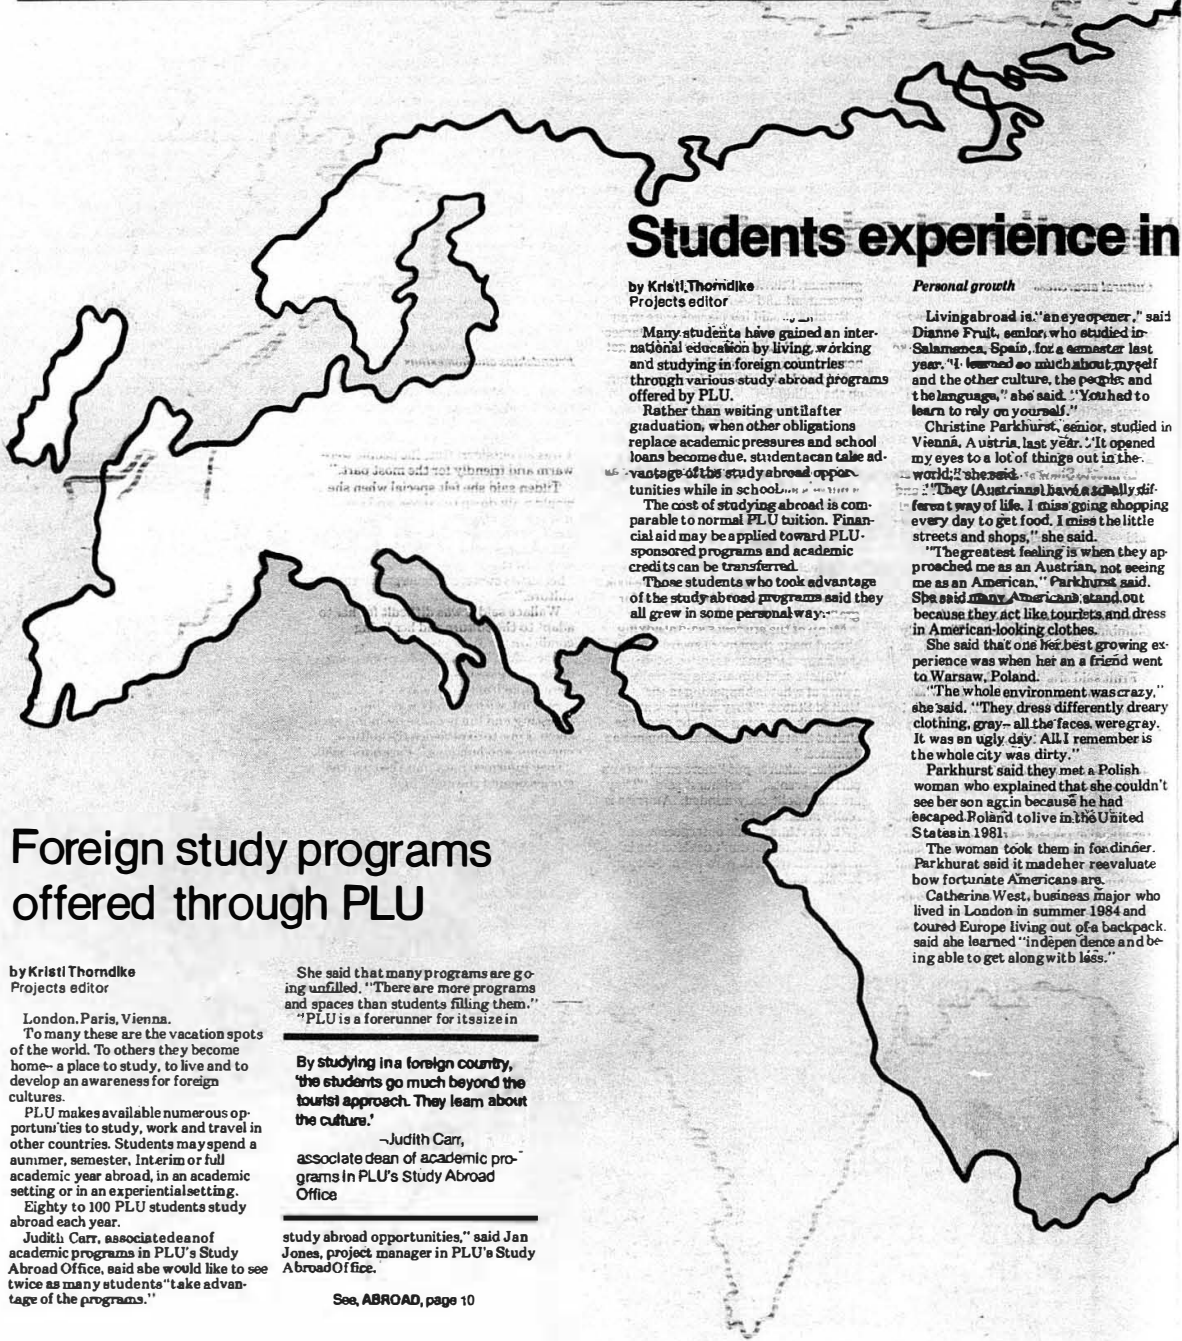 Students experience in
by Kristi Thorndike
Projects editor
Many students have gained an inter-
national education by living, working
and studying in foreign countries
through various study abroad programs
offered by PLU.
Rather than waiting until after
graduation, when other obligations
replace academic pressures and school
loans become due, students can take ad-
vantage of the study abroad oppor-
tunities while in school.
The cost of studying abroad is com-
parable to normal PLU tuition. Finan-
cial aid may be applied toward PLU-
sponsored programs and academic
credits can be transferred.
Those students who took advantage
of the study abroad programs said they
all grew in some personal way.
Personal growth
Living abroad is "an eye opener," said
Dianne Fruit, senior, who studied in
Salamanca, Spain, for a semester last
year. "I learned so much about myself
and the other culture, the people, and
the language," she said. "You had to
learn to rely on yourself."
Christine Parkhurst, senior, studied in
Vienna, Austria, last year. "It opened
my eyes to a lot of things out in the
world," she said.
"They (Austrians) have a totally dif-
ferent way of life. I miss going shopping
every day to get food. I miss the little
streets and shops," she said.
"The greatest feeling is when they ap-
proached me as an Austrian, not seeing
me as an American," Parkhurst said.
She said many Americans stand out
because they act like tourists and dress
in American-looking clothes.
She said that one her best growing ex-
perience was when her an a friend went
to Warsaw, Poland.
"The whole environment was crazy,"
she said. "They dress differently dreary
clothing, gray-- all the faces were gray.
It was an ugly day. All I remember is
the whole city was dirty."
Parkhurst said they met a Polish
woman who explained that she couldn't
see her son again because he had
escaped Poland to live in the United
States in 1981.
The woman took them in for dinner.
Parkhurst said it made her reevaluate
how fortunate Americans are.
Catherine West, business major who
lived in London in summer 1984 and
toured Europe living out of a backpack.
said she learned "independence and be-
ing able to get along with less."
Foreign study programs
offered through PLU
by Kristi Thorndike
Projects editor
London. Paris, Vienna.
To many these are the vacation spots
of the world. To others they become
home-- a place to study, to live and to
develop an awareness for foreign
cultures.
PLU makes available numerous op-
portunities to study, work and travel in
other countries. Students may spend a
summer, semester, Interim or full
academic year abroad, in an academic
setting or in an experiential setting.
Eighty to 100 PLU students study
abroad each year.
Judith Carr, associate dean of
academic programs in PLU's Study
Abroad Office, said she would like to see
twice as many students "take advan-
tage of the programs."
She said that many programs are go-
ing unfilled. "There are more programs
and spaces than students filling them."
"PLU is a forerunner for its size in
By studying in a foreign country,
'the students go much beyond the
tourist approach. They learn about
the culture.'
-Judith Carr,
associate dean of academic pro-
grams in PLU's Study Abroad
Office
study abroad opportunities," said Jan
Jones, project manager in PLU's Study
Abroad Office.
See, ABROAD, page 10